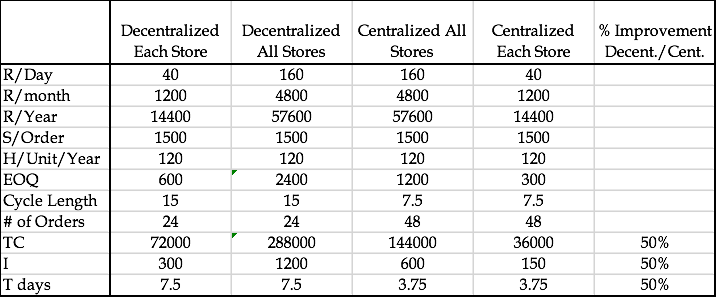 Decentralized Each Store | Decentralized All Stores | Centralized All Stores | Centralized Each Store | % Improvement Decent./Cent.
R/Day 40 160 160 40
R/month 1200 4800 4800 1200
R/Year 14400 57600 57600 14400
S/Order 1500 1500 1500 1500
H/Unit/Year 120 120 120 120
EOQ 600 2400 1200 300
Cycle Length 15 15 7.5 7.5
# of Orders 24 24 48 48
TC 72000 288000 144000 36000 50%
I 300 1200 600 150 50%
T days 7.5 7.5 3.75 3.75 50%